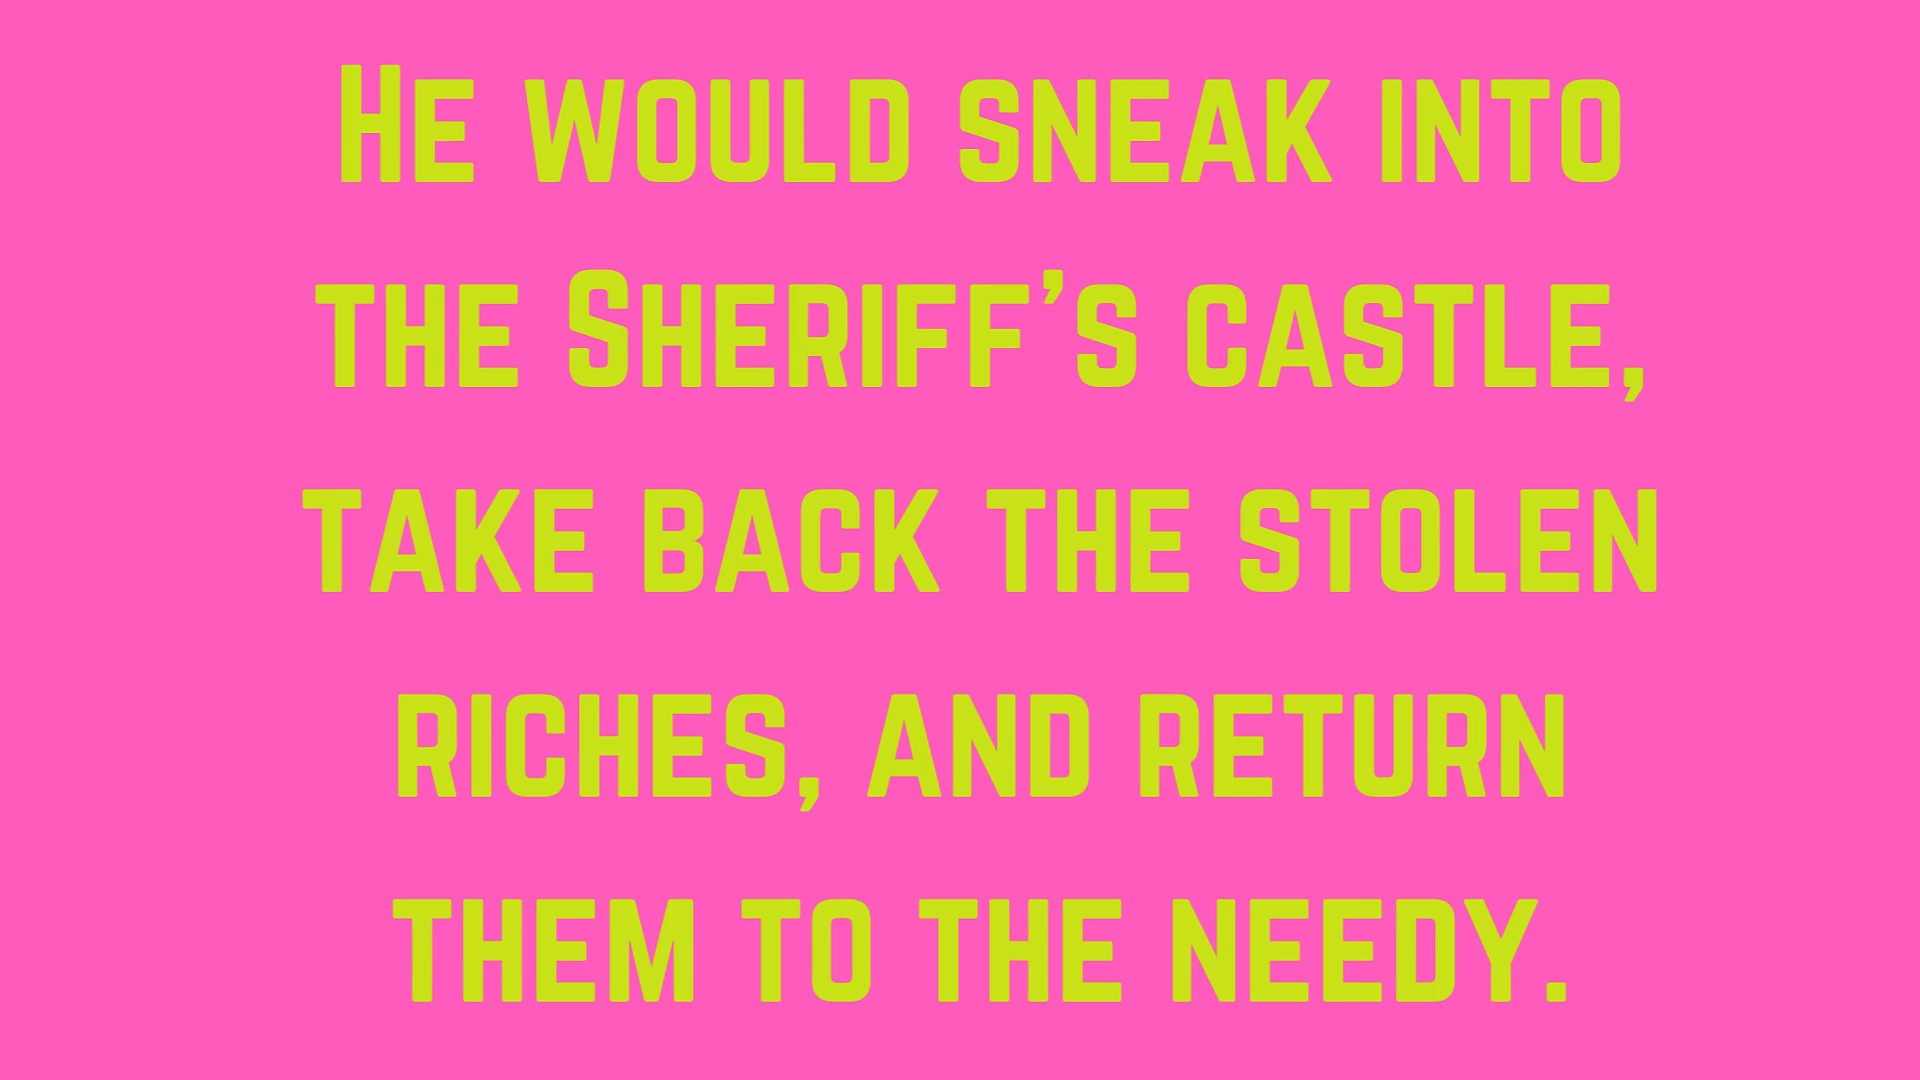 He would sneak into
the Sheriff's castle,
take back the stolen
riches, and return
them to the needy.